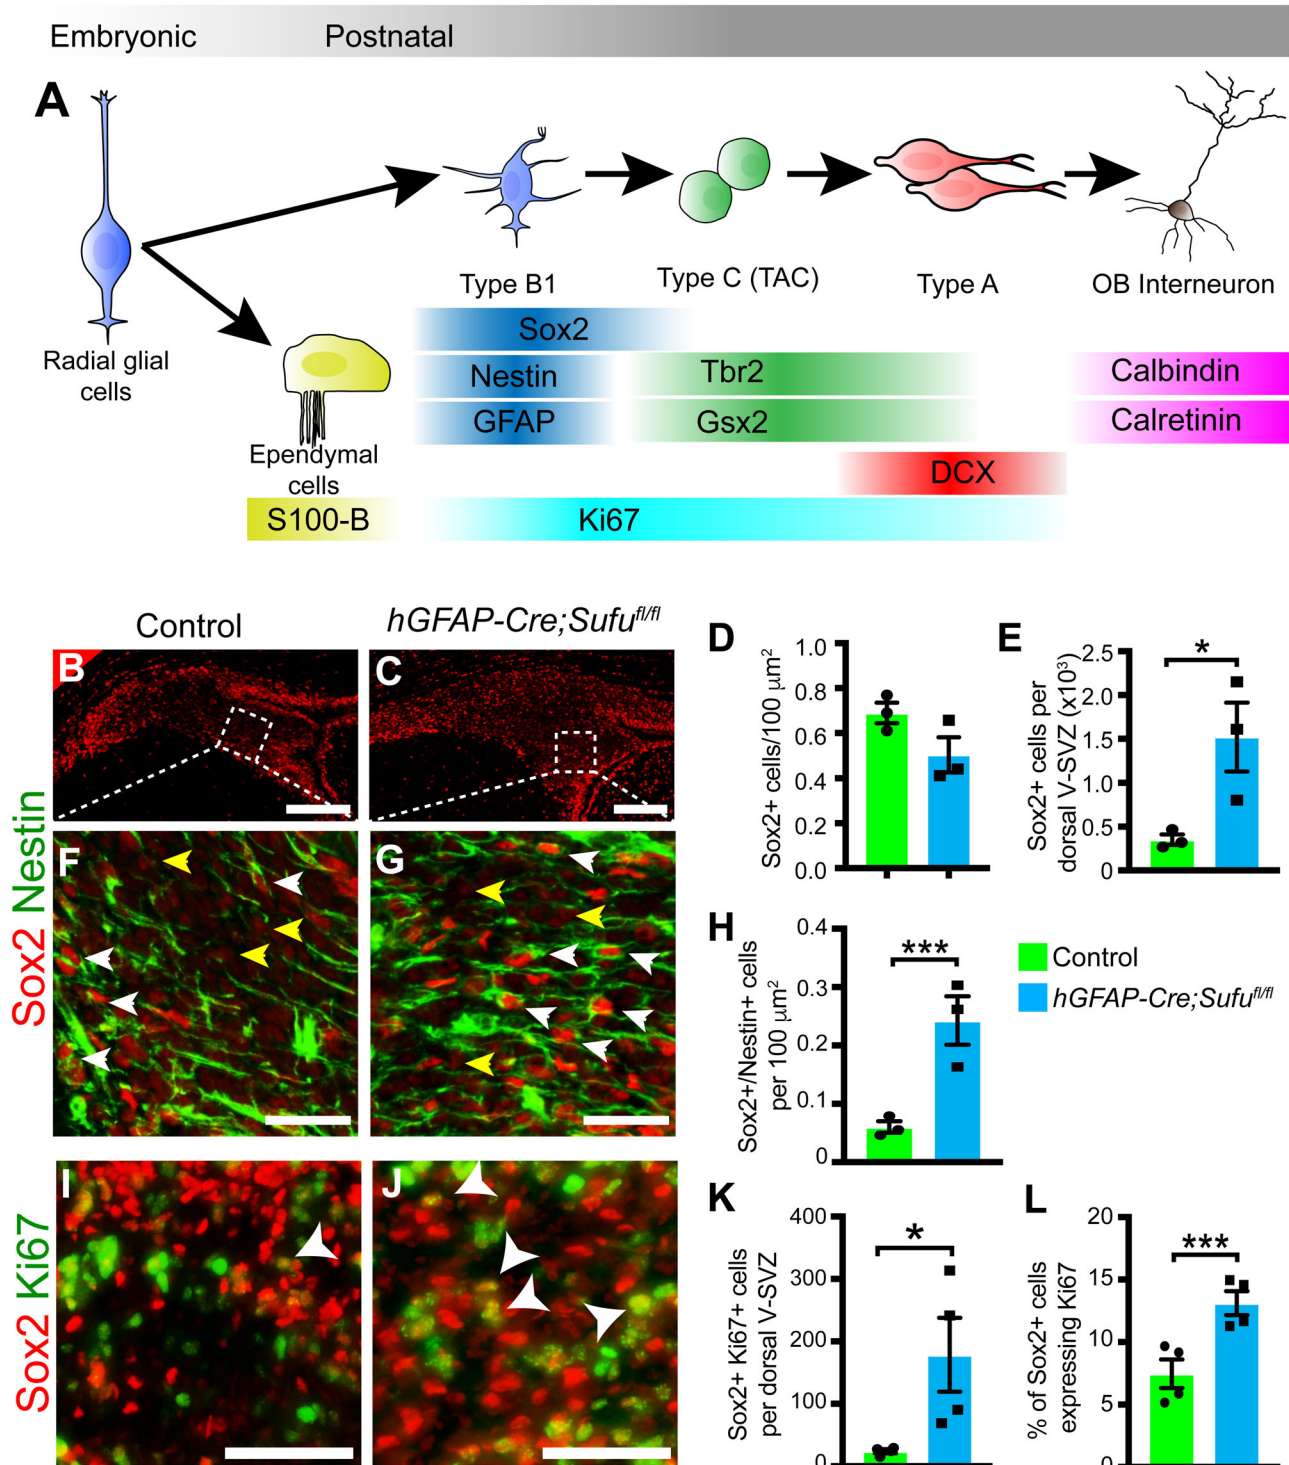 Embryonic Postnatal
A
Type B1 Type C (TAC) Type A OB Interneuron
Radial glial
cells
Sox2
Nestin Tbr2 Calbindin
GFAP Gsx2 Calretinin
Ependymal
cells
DCX
S100-B Ki67
Control hGFAP-Cre;Sufu^fl/fl
B C
Sox2 Nestin
F G
Sox2 Ki67
I J
D
Sox2+ cells/100 μm²
1.0
0.8
0.6
0.4
0.2
0.0
E
Sox2+ cells per
dorsal V-SVZ (x10³)
2.5
2.0
1.5
1.0
0.5
0
*
H
Sox2+/Nestin+ cells
per 100 μm²
0.4
0.3
0.2
0.1
0
***
Control
hGFAP-Cre;Sufu^fl/fl
K
Sox2+ Ki67+ cells
per dorsal V-SVZ
400
300
200
100
0
*
L
% of Sox2+ cells
expressing Ki67
20
15
10
5
0
***